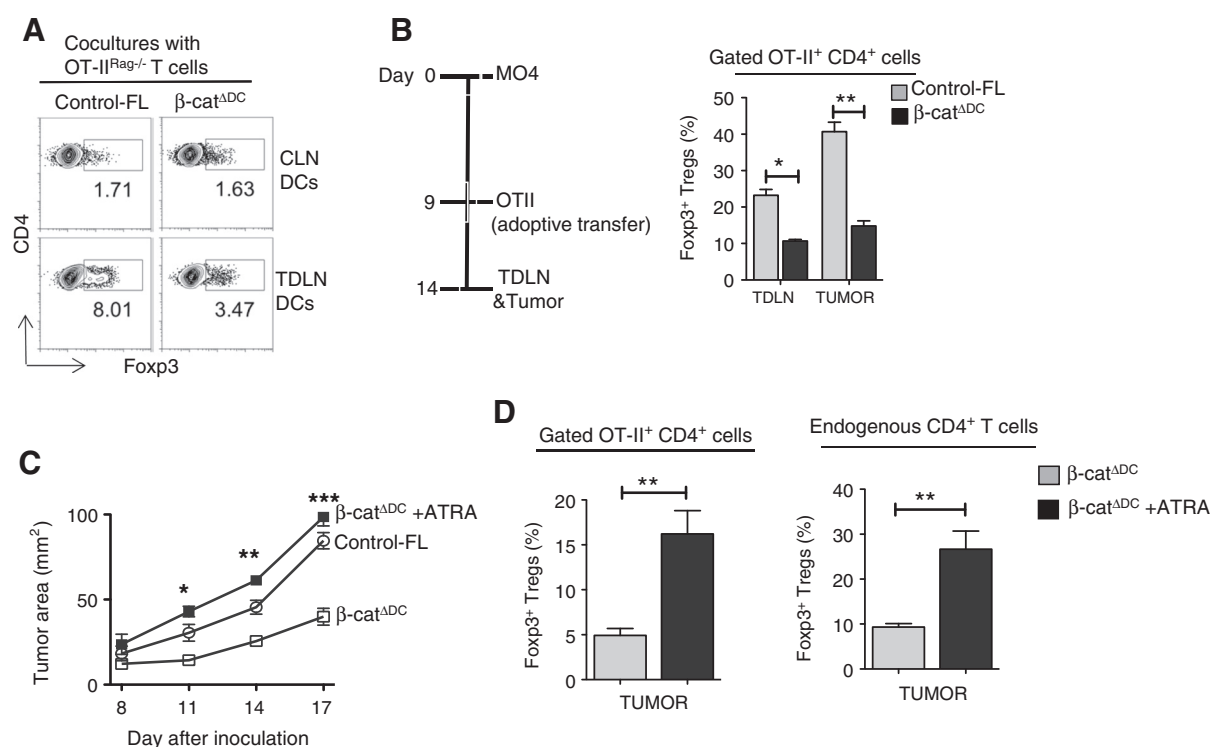 A
Cocultures with
OT-II^Rag-/- T cells
Control-FL β-cat^ΔDC
1.71 1.63
CLN
DCs
8.01 3.47
TDLN
DCs
CD4
Foxp3
B
Day 0 MO4
9 OTII
(adoptive transfer)
14 TDLN
&Tumor
Gated OT-II+ CD4+ cells
Control-FL
β-cat^ΔDC
Foxp3+ Tregs (%)
50
40
30
20
10
0
* **
TDLN TUMOR
C
Tumor area (mm2)
100
50
0
* ** ***
β-cat^ΔDC +ATRA
Control-FL
β-cat^ΔDC
8 11 14 17
Day after inoculation
D
Gated OT-II+ CD4+ cells
Foxp3+ Tregs (%)
20
15
10
5
0
**
TUMOR
Endogenous CD4+ T cells
Foxp3+ Tregs (%)
40
30
20
10
0
**
TUMOR
β-cat^ΔDC
β-cat^ΔDC +ATRA